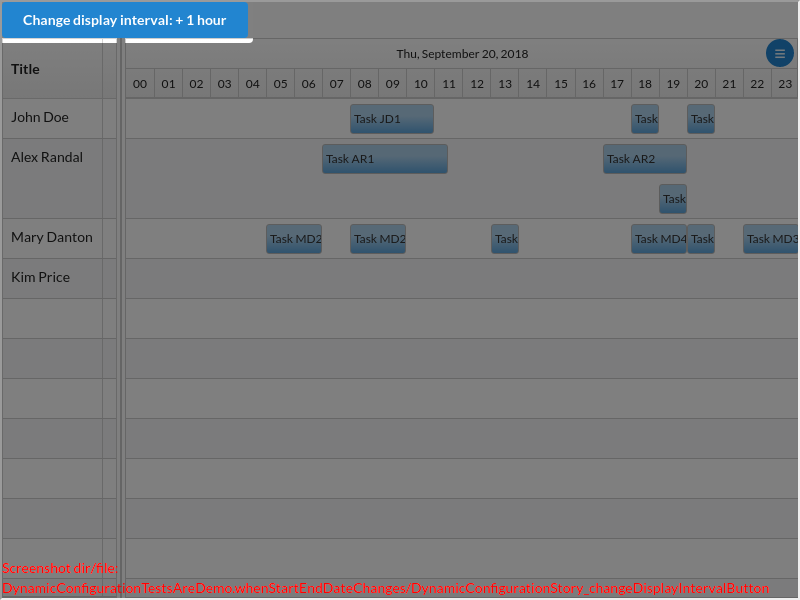 Change display interval: + 1 hour
Thu, September 20, 2018
Title
00 01 02 03 04 05 06 07 08 09 10 11 12 13 14 15 16 17 18 19 20 21 22 23
John Doe Task JD1 Task Task
Alex Randal Task AR1 Task AR2
Task
Mary Danton Task MD2 Task MD2 Task Task MD4 Task Task MD3
Kim Price
Screenshot dir/file:
DynamicConfigurationTestsAreDemo.whenStartEndDateChanges/DynamicConfigurationStory_changeDisplayIntervalButton